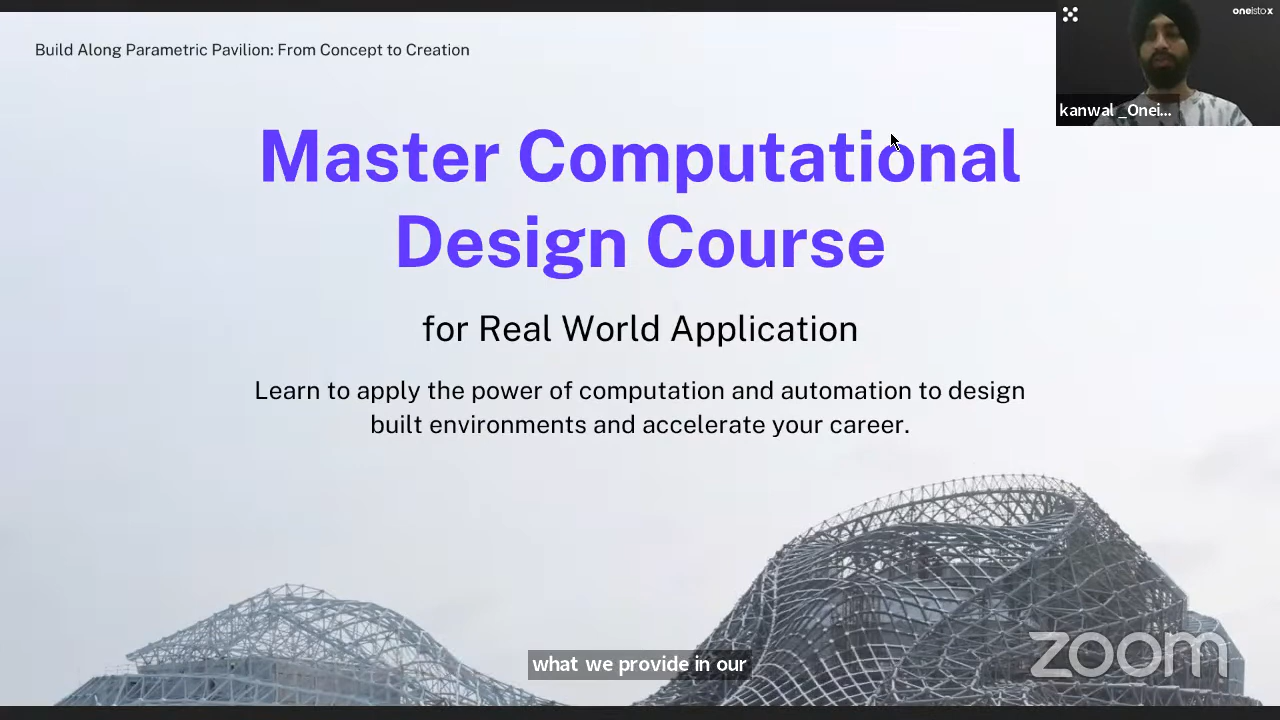 Build Along Parametric Pavilion: From Concept to Creation
oneistox
kanwal _Onei...
Master Computational
Design Course
for Real World Application
Learn to apply the power of computation and automation to design
built environments and accelerate your career.
what we provide in our
zoom